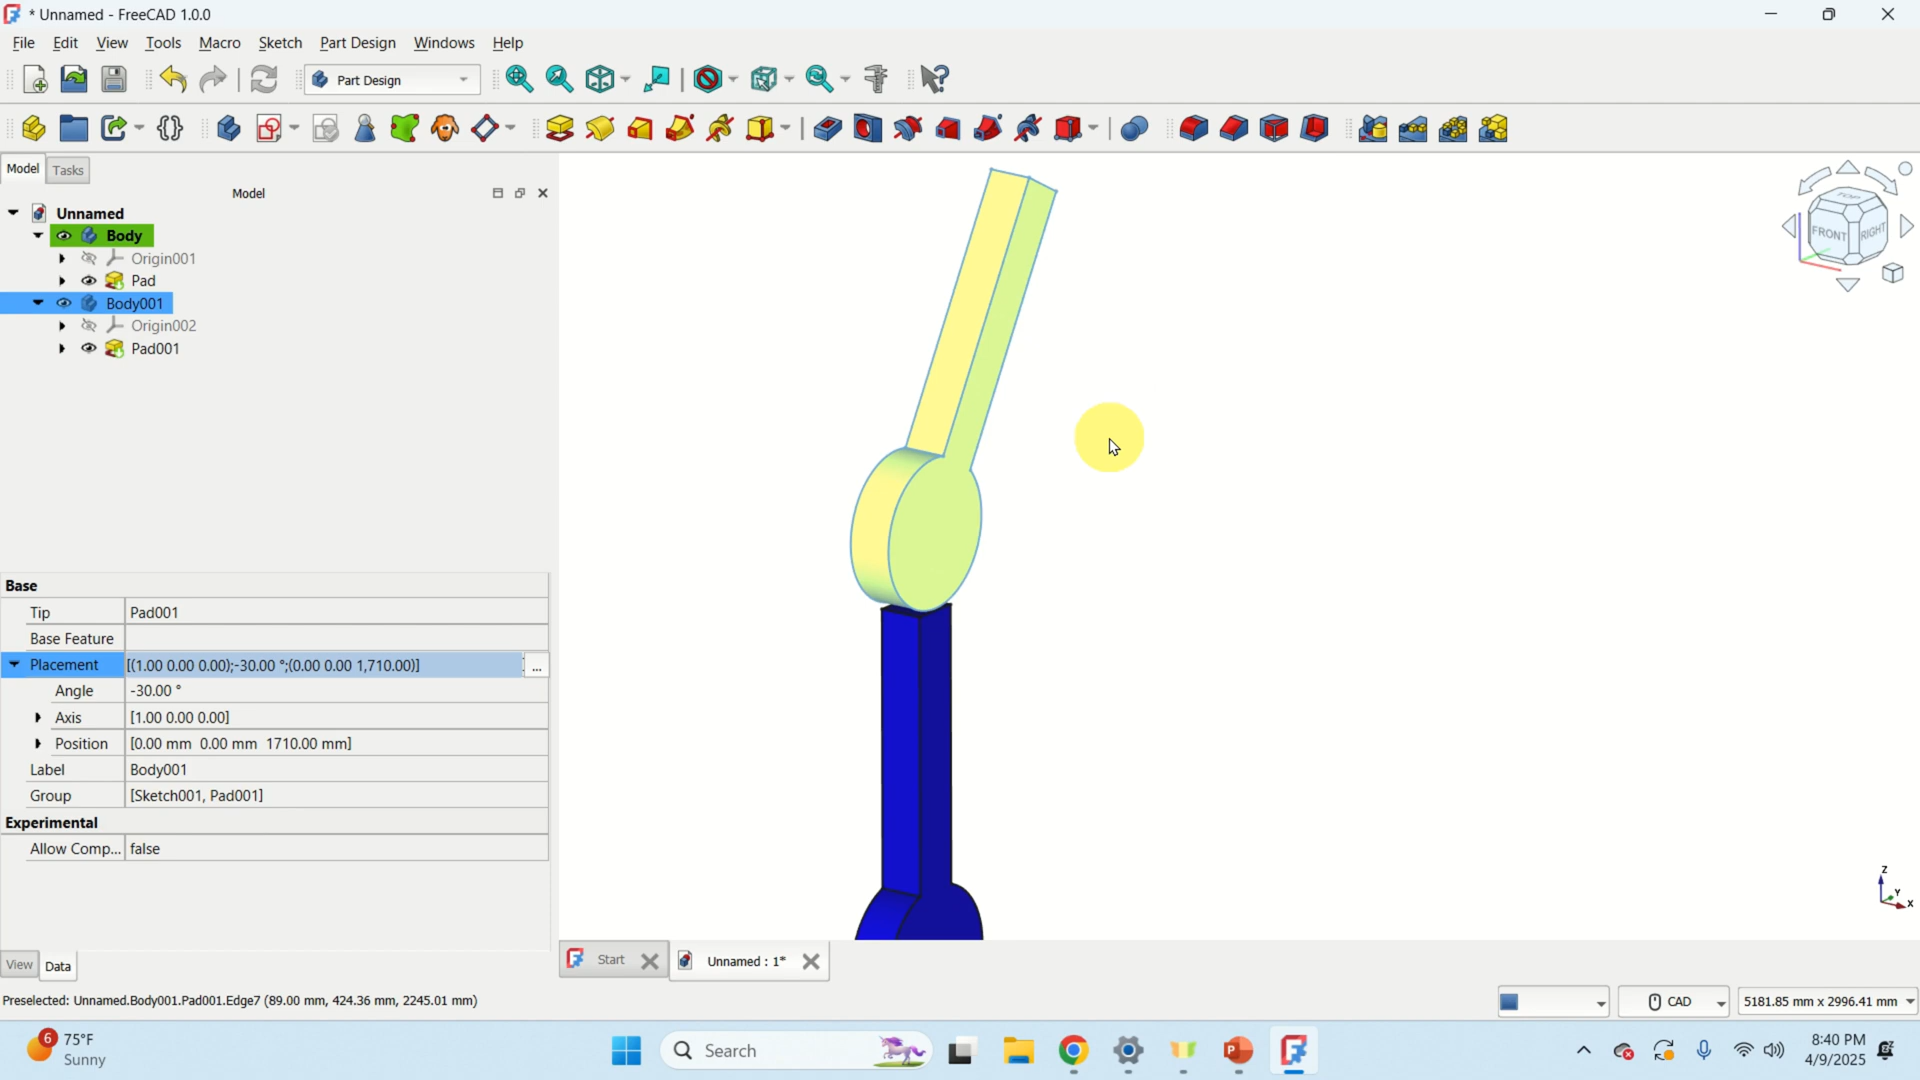 * Unnamed - FreeCAD 1.0.0
File Edit View Tools Macro Sketch Part Design Windows Help
Part Design
Model Tasks
Model
Unnamed
Body
Origin001
Pad
Body001
Origin002
Pad001
TOP
FRONT RIGHT
Base
Tip Pad001
Base Feature
Placement [(1.00 0.00 0.00);-30.00 °;(0.00 0.00 1,710.00)] ...
Angle -30.00 °
Axis [1.00 0.00 0.00]
Position [0.00 mm 0.00 mm 1710.00 mm]
Label Body001
Group [Sketch001, Pad001]
Experimental
Allow Comp... false
Z
Y
X
View Data
Start Unnamed : 1*
Preselected: Unnamed.Body001.Pad001.Edge7 (89.00 mm, 424.36 mm, 2245.01 mm)
CAD 5181.85 mm x 2996.41 mm
6 75°F
Sunny
Search
8:40 PM
4/9/2025